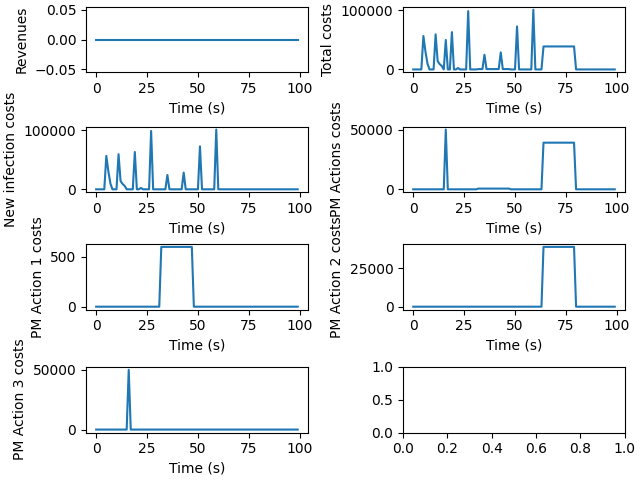 Revenues
0.05
0.00
−0.05
0 25 50 75 100
Time (s)
Total costs
100000
0
0 25 50 75 100
Time (s)
New infection costs
100000
0
0 25 50 75 100
Time (s)
PM Actions costs
50000
0
0 25 50 75 100
Time (s)
PM Action 1 costs
500
0
0 25 50 75 100
Time (s)
PM Action 2 costs
25000
0
0 25 50 75 100
Time (s)
PM Action 3 costs
50000
0
0 25 50 75 100
Time (s)
1.0
0.5
0.0
0.0 0.2 0.4 0.6 0.8 1.0